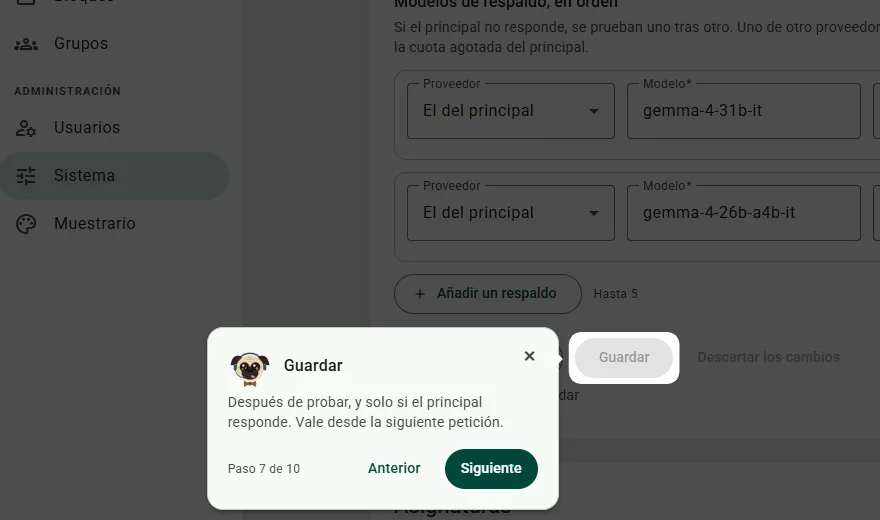 Modelos de respaldo, en orden
Si el principal no responde, se prueban uno tras otro. Uno de otro proveedor
la cuota agotada del principal.
Grupos
ADMINISTRACIÓN
Usuarios
Sistema
Muestrario
Proveedor
El del principal
Modelo*
gemma-4-31b-it
Proveedor
El del principal
Modelo*
gemma-4-26b-a4b-it
+ Añadir un respaldo
Hasta 5
Guardar
×
Después de probar, y solo si el principal
responde. Vale desde la siguiente petición.
Paso 7 de 10
Anterior
Siguiente
Guardar
Descartar los cambios